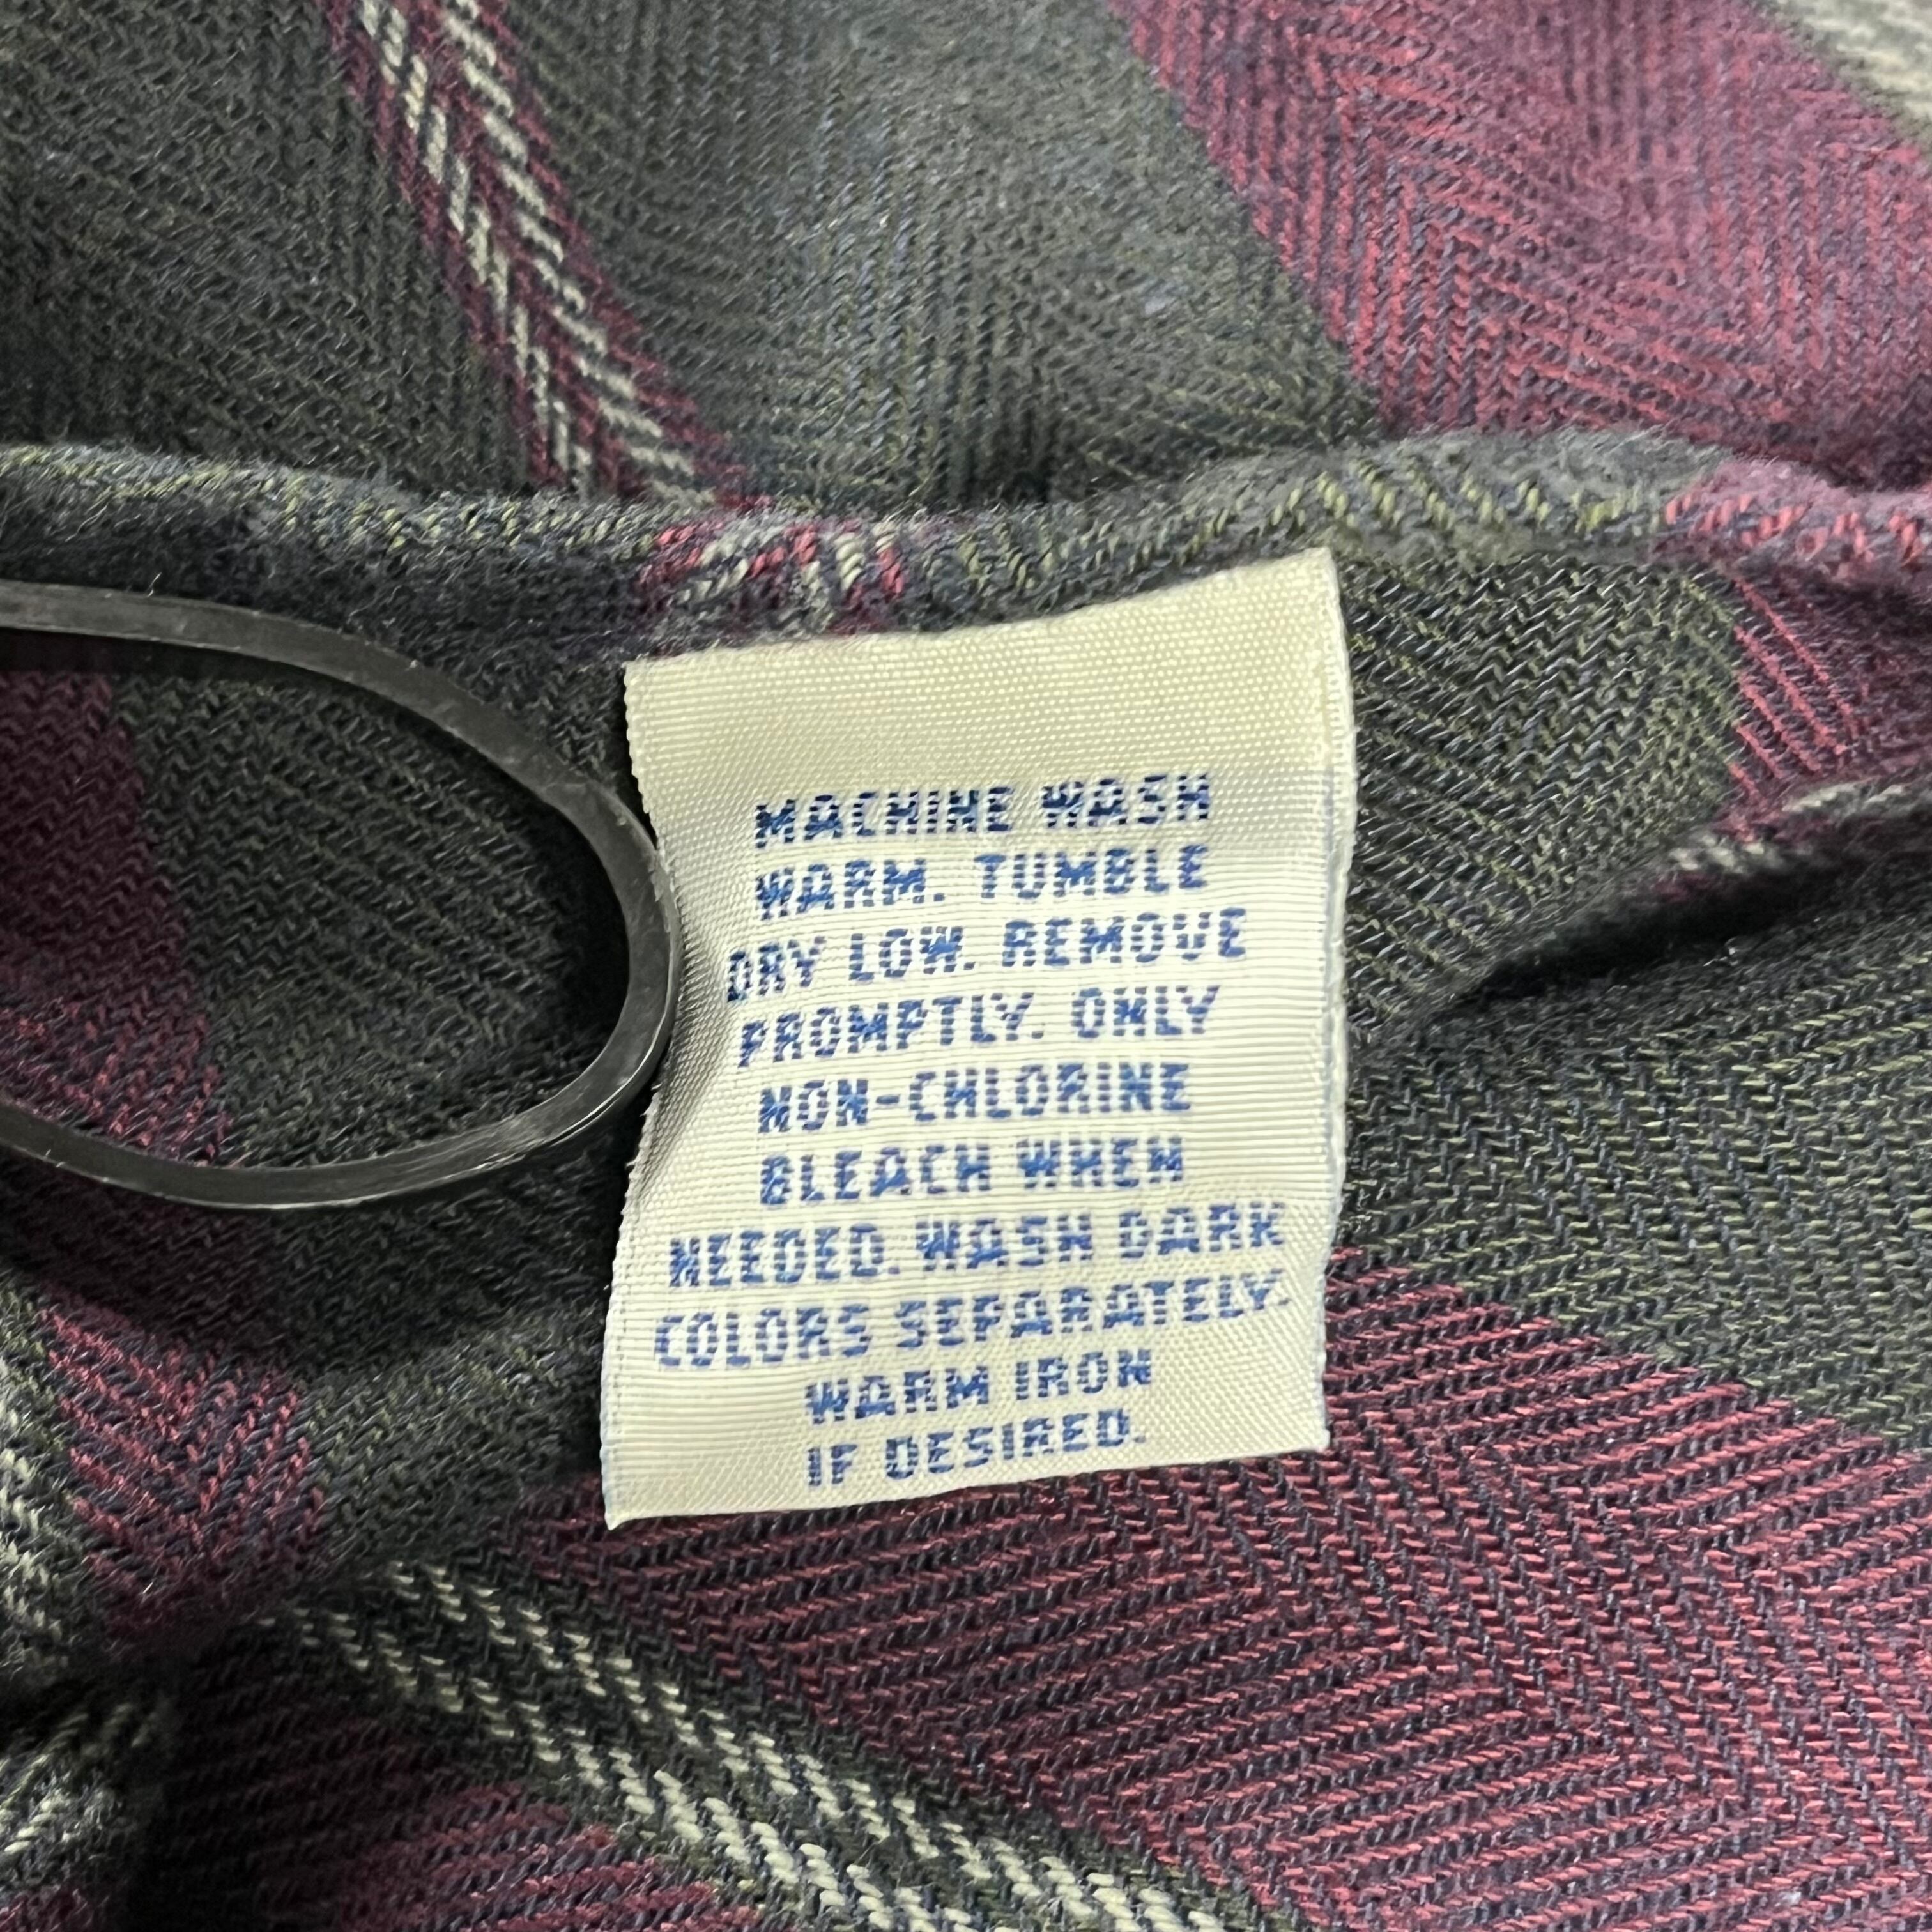 MACHINE WASH
WARM. TUMBLE
DRY LOW. REMOVE
PROMPTLY. ONLY
NON-CHLORINE
BLEACH WHEN
NEEDED. WASH DARK
COLORS SEPARATELY.
WARM IRON
IF DESIRED.